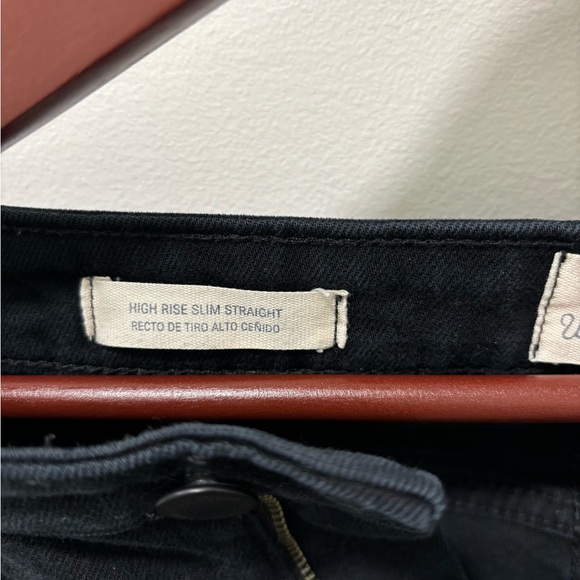 HIGH RISE SLIM STRAIGHT
RECTO DE TIRO ALTO CEÑIDO